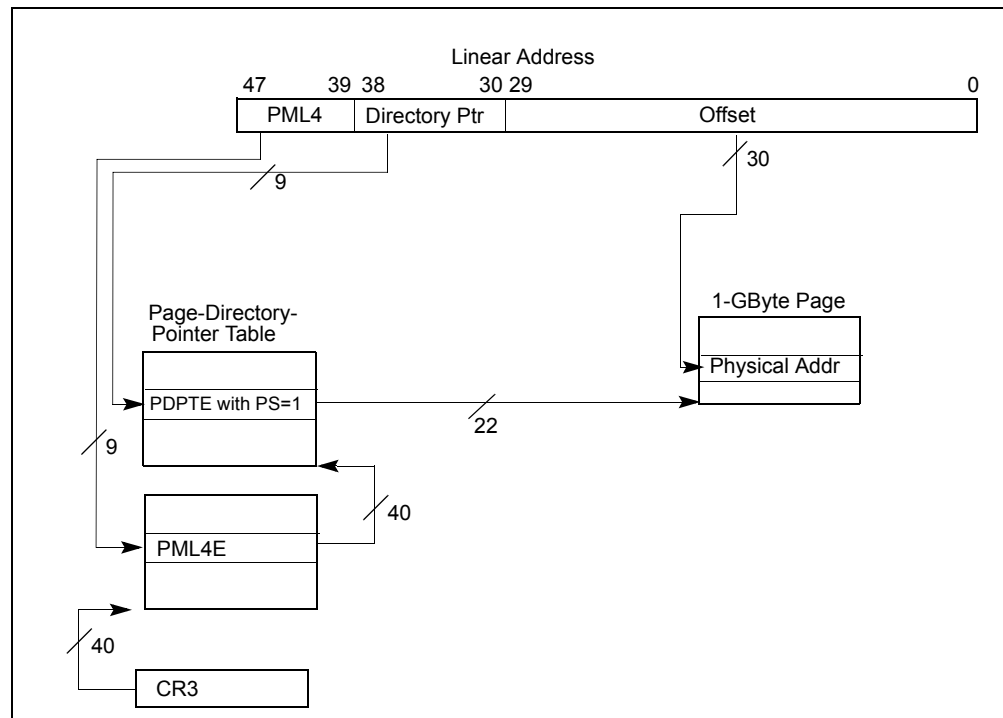 Linear Address
47 39 38 30 29 0
PML4 Directory Ptr Offset
9
30
Page-Directory-
Pointer Table
1-GByte Page
Physical Addr
PDPTE with PS=1
22
9
40
PML4E
40
CR3